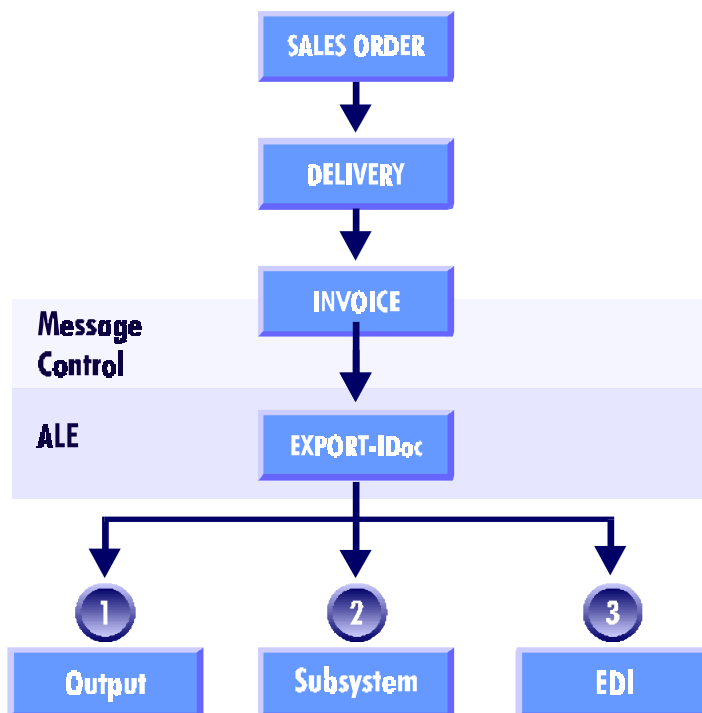 SALES ORDER
DELIVERY
INVOICE
Message
Control
ALE
EXPORT-IDoc
1
2
3
Output
Subsystem
EDI